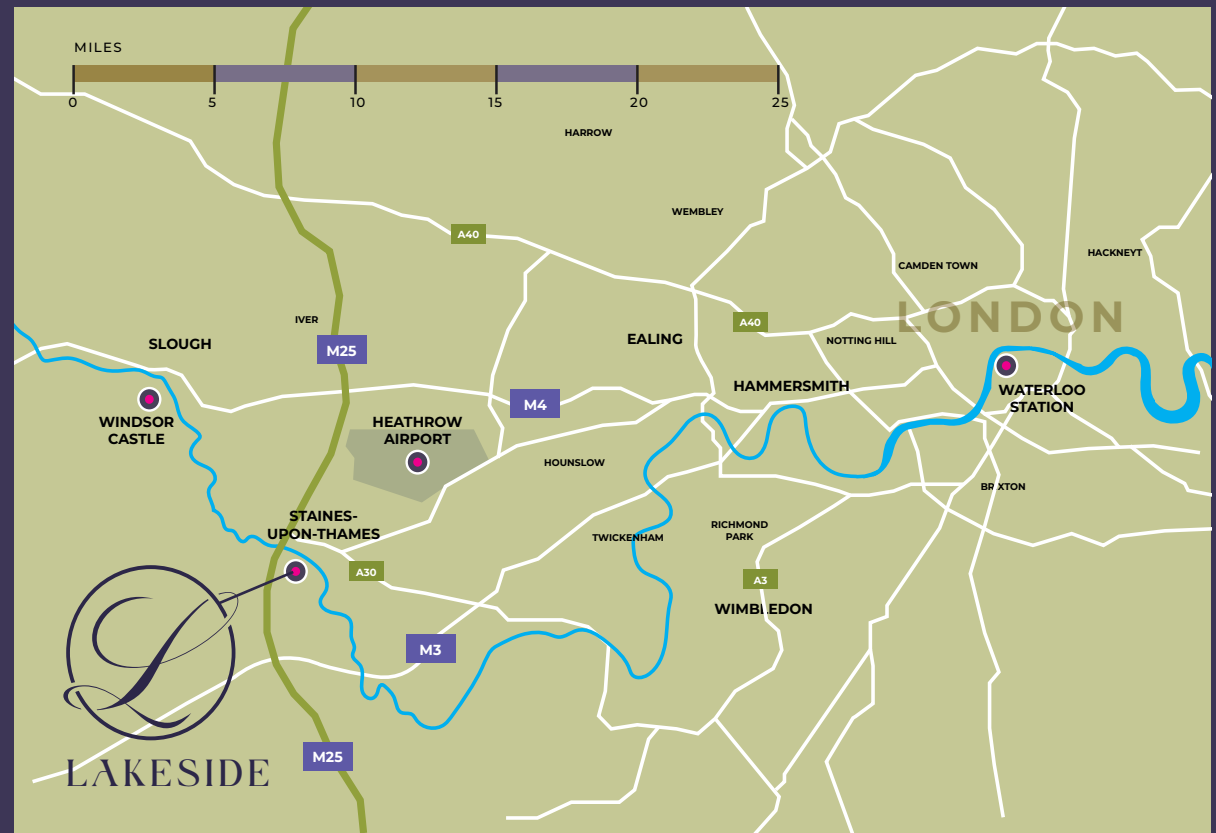 MILES
0 5 10 15 20 25
HARROW
WEMBLEY
A40
HACKNEYT
CAMDEN TOWN
LONDON
IVER
A40
SLOUGH
M25
EALING
NOTTING HILL
HAMMERSMITH
WATERLOO
STATION
M4
WINDSOR
CASTLE
HEATHROW
AIRPORT
HOUNSLOW
BRIXTON
STAINES-
UPON-THAMES
RICHMOND
PARK
TWICKENHAM
A30
A3
WIMBLEDON
M3
L
LAKESIDE
M25